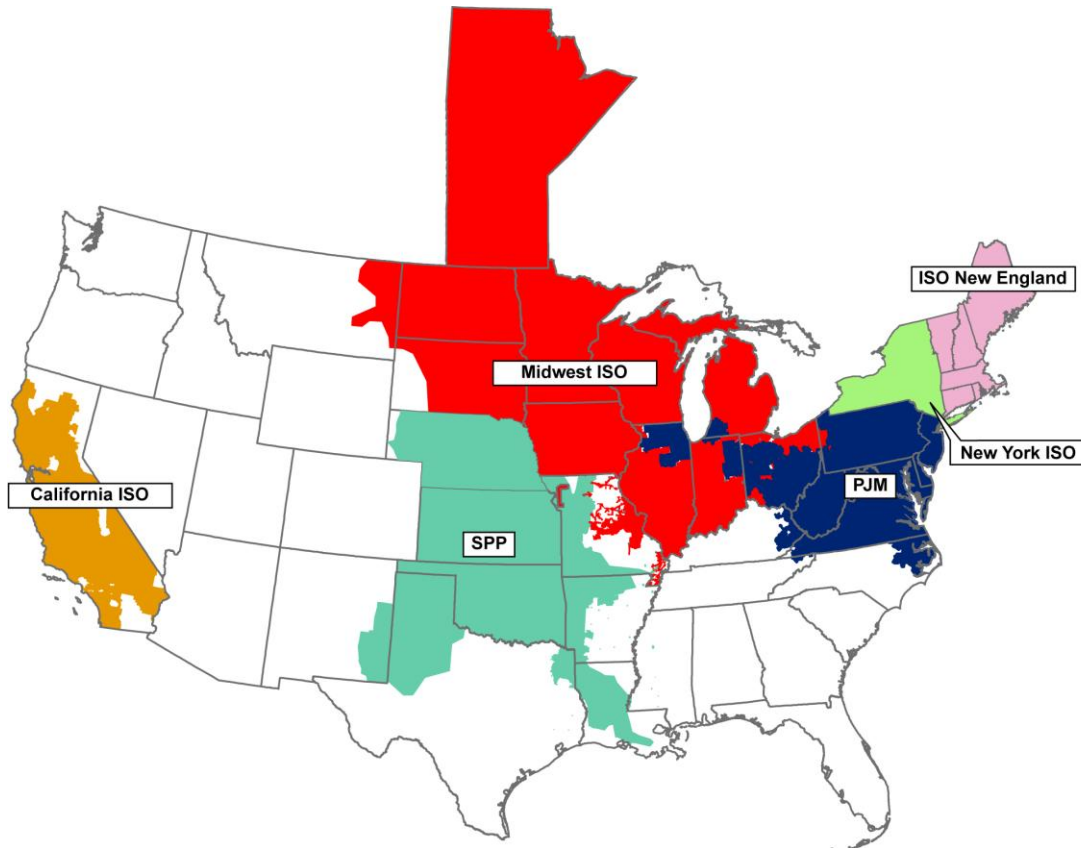 ISO New England
Midwest ISO
New York ISO
California ISO
PJM
SPP